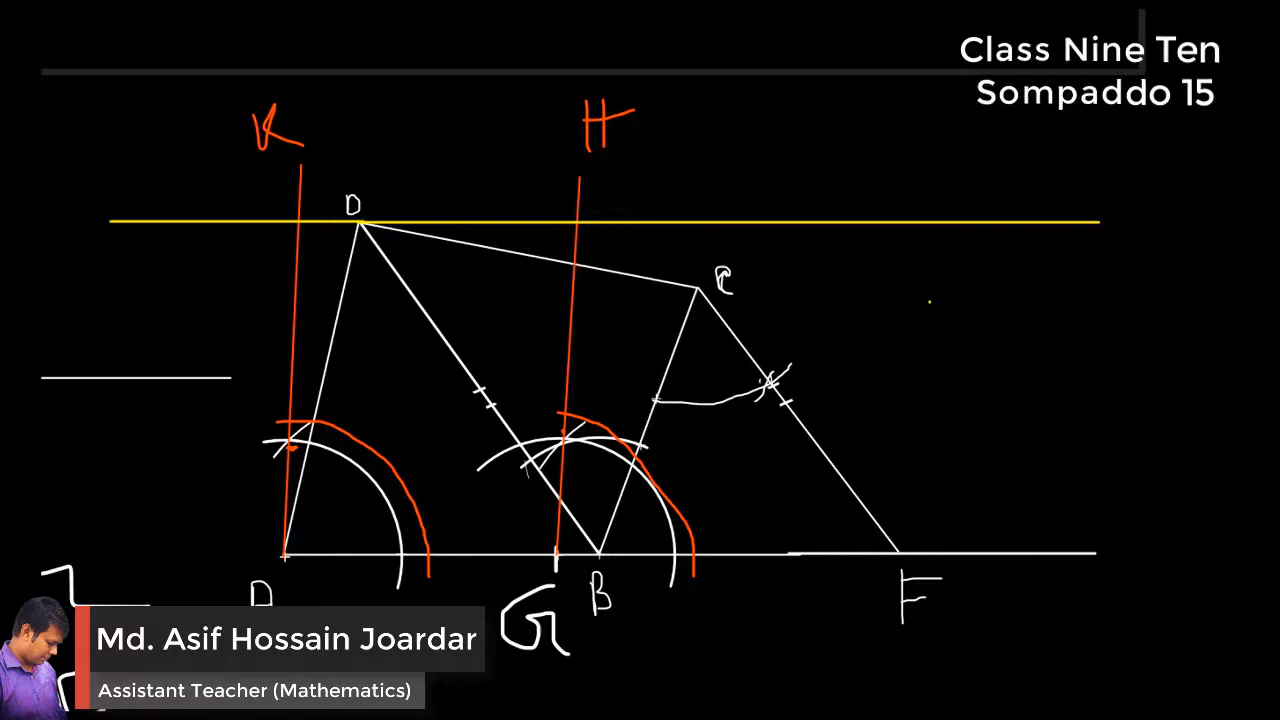 Class Nine Ten
Sompaddo 15
K
H
D
C
B
F
G
Md. Asif Hossain Joardar
Assistant Teacher (Mathematics)